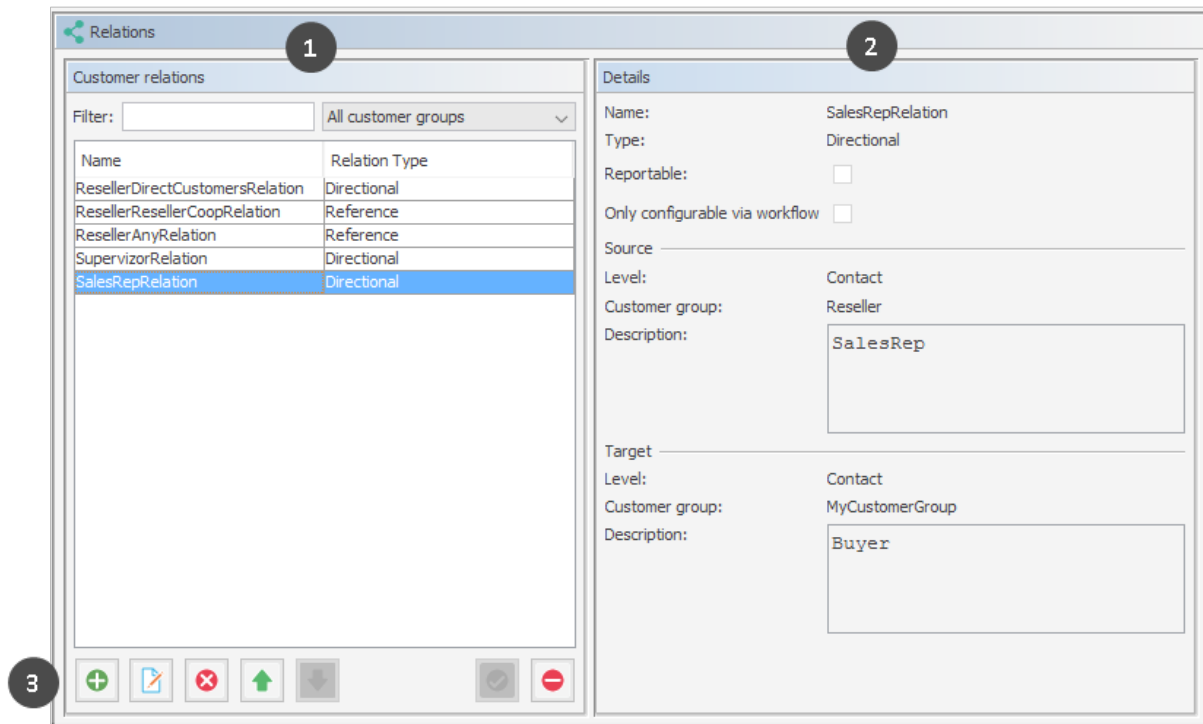 Relations
1
2
Customer relations
Filter:
All customer groups
Name Relation Type
ResellerDirectCustomersRelation Directional
ResellerResellerCoopRelation Reference
ResellerAnyRelation Reference
SupervizorRelation Directional
SalesRepRelation Directional
3
Details
Name: SalesRepRelation
Type: Directional
Reportable:
Only configurable via workflow
Source
Level: Contact
Customer group: Reseller
Description: SalesRep
Target
Level: Contact
Customer group: MyCustomerGroup
Description: Buyer